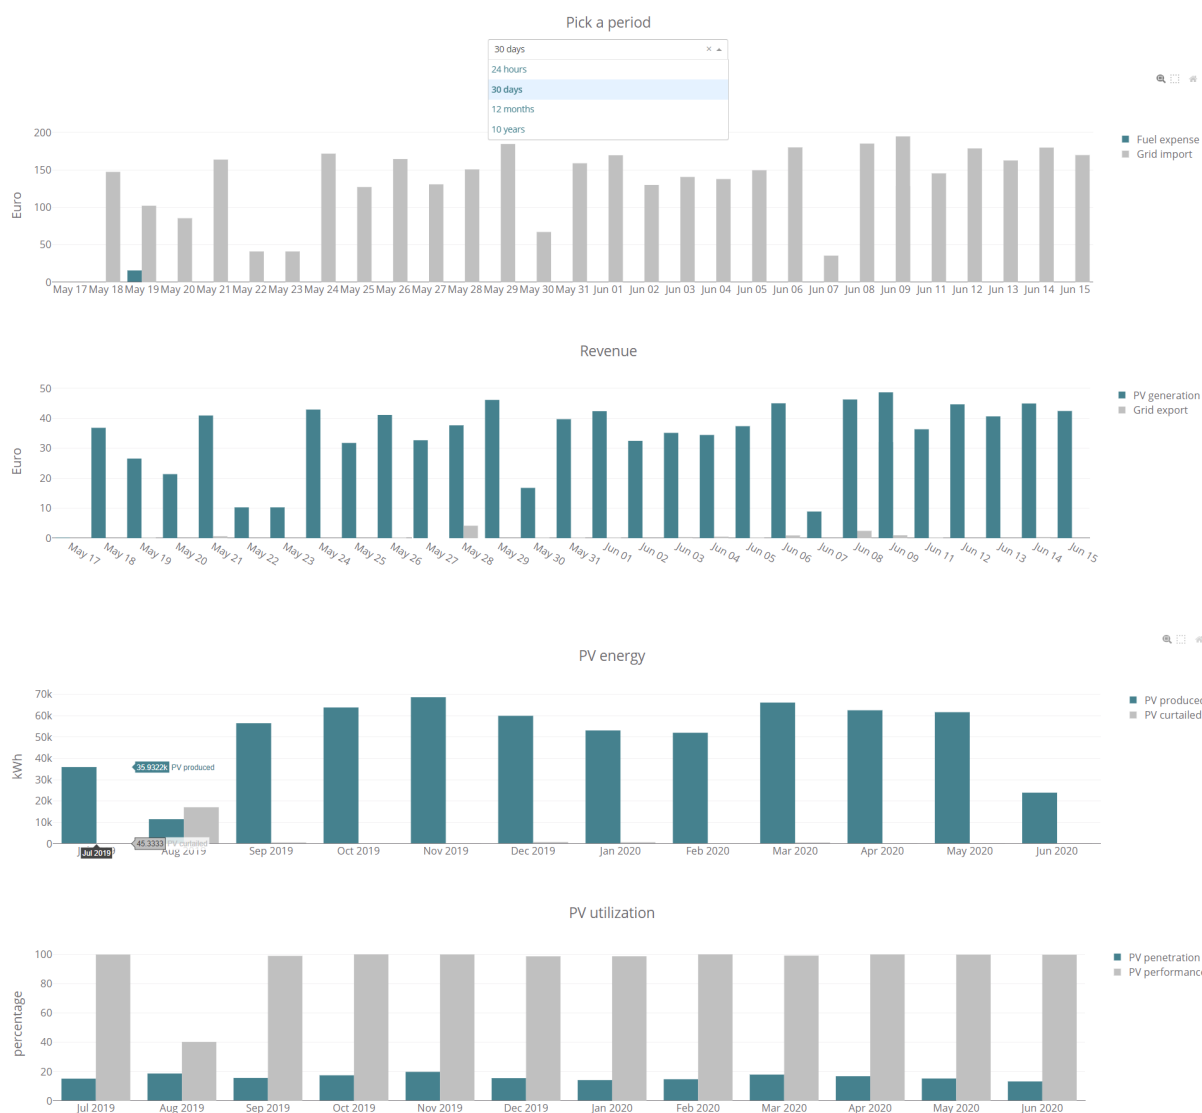 Pick a period
30 days
24 hours
30 days
12 months
10 years
200
150
100
50
0
Euro
May 17 May 18 May 19 May 20 May 21 May 22 May 23 May 24 May 25 May 26 May 27 May 28 May 29 May 30 May 31 Jun 01 Jun 02 Jun 03 Jun 04 Jun 05 Jun 06 Jun 07 Jun 08 Jun 09 Jun 11 Jun 12 Jun 13 Jun 14 Jun 15
Fuel expense
Grid import
Revenue
50
40
30
20
10
0
Euro
May 17 May 18 May 19 May 20 May 21 May 22 May 23 May 24 May 25 May 26 May 27 May 28 May 29 May 30 May 31 Jun 01 Jun 02 Jun 03 Jun 04 Jun 05 Jun 06 Jun 07 Jun 08 Jun 09 Jun 11 Jun 12 Jun 13 Jun 14 Jun 15
PV generation
Grid export
PV energy
70k
60k
50k
40k
30k
20k
10k
0
kWh
35.9322k PV produced
45.3333 PV curtailed
Jul 2019
Aug 2019 Sep 2019 Oct 2019 Nov 2019 Dec 2019 Jan 2020 Feb 2020 Mar 2020 Apr 2020 May 2020 Jun 2020
PV produced
PV curtailed
PV utilization
100
80
60
40
20
0
percentage
Jul 2019 Aug 2019 Sep 2019 Oct 2019 Nov 2019 Dec 2019 Jan 2020 Feb 2020 Mar 2020 Apr 2020 May 2020 Jun 2020
PV penetration
PV performance